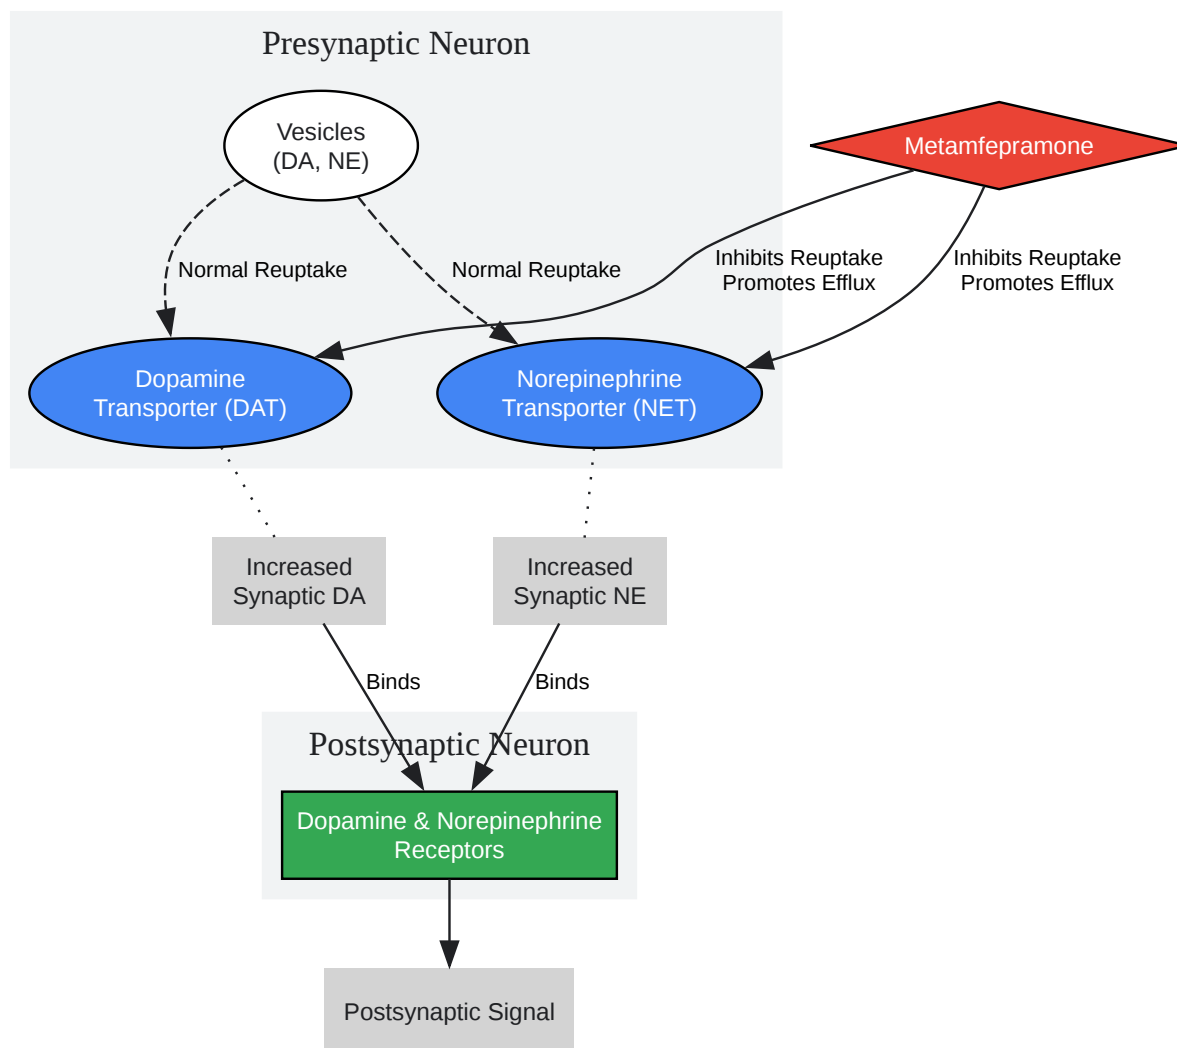 Presynaptic Neuron
Vesicles
(DA, NE)
Metamfepramone
Normal Reuptake
Normal Reuptake
Inhibits Reuptake
Promotes Efflux
Inhibits Reuptake
Promotes Efflux
Dopamine
Transporter (DAT)
Norepinephrine
Transporter (NET)
Increased
Synaptic DA
Increased
Synaptic NE
Binds
Binds
Postsynaptic Neuron
Dopamine & Norepinephrine
Receptors
Postsynaptic Signal